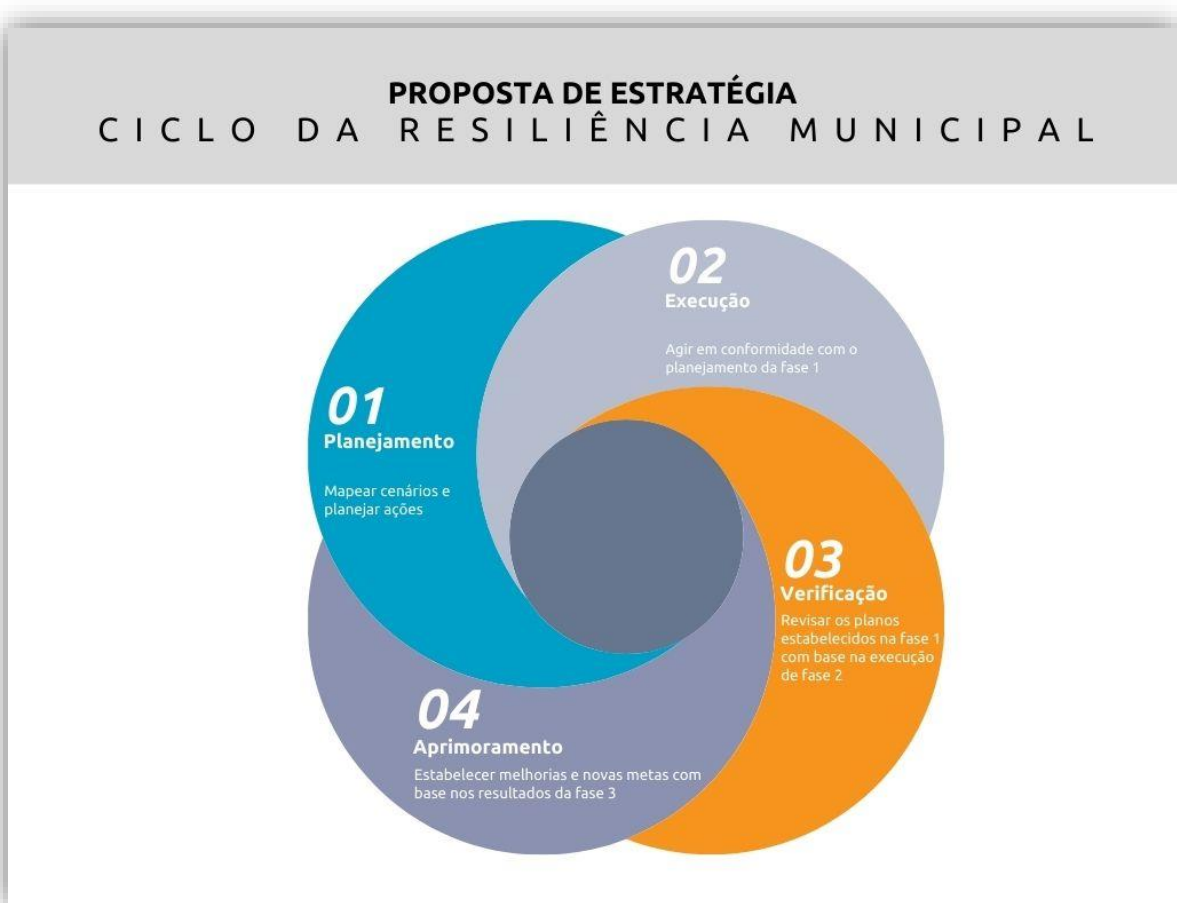 PROPOSTA DE ESTRATÉGIA
CICLO DA RESILIÊNCIA MUNICIPAL
01
Planejamento
Mapear cenários e
planejar ações
02
Execução
Agir em conformidade com o
planejamento da fase 1
03
Verificação
Revisar os planos
estabelecidos na fase 1
com base na execução
de fase 2
04
Aprimoramento
Estabelecer melhorias e novas metas com
base nos resultados da fase 3